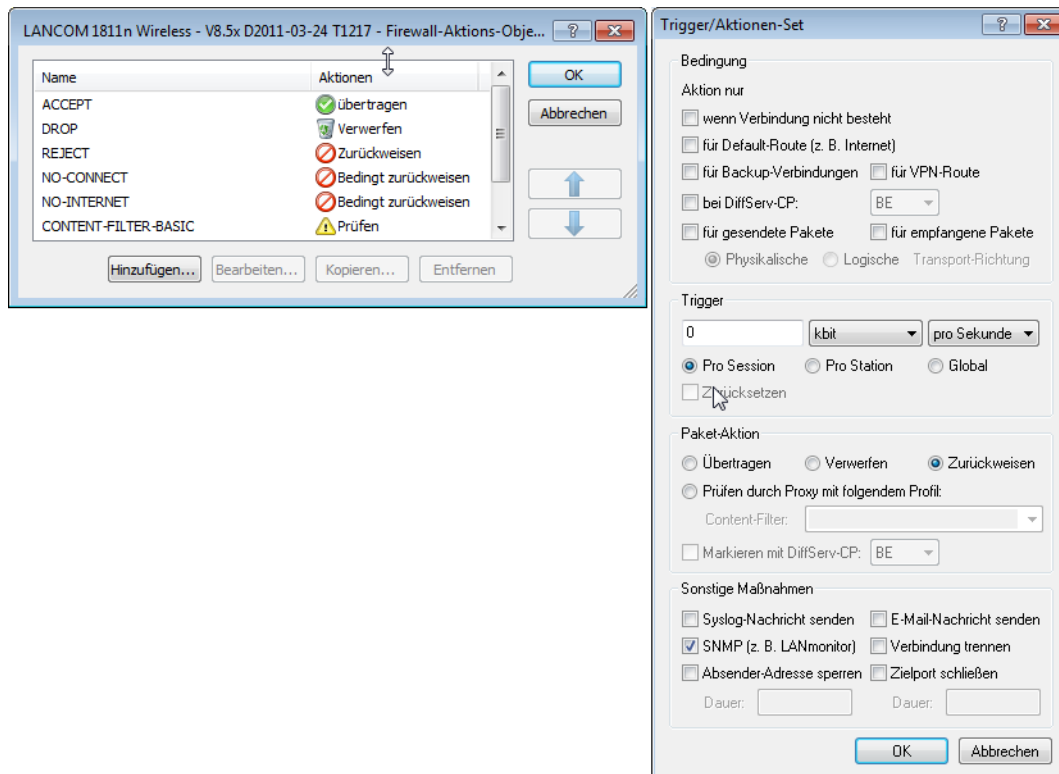 LANCOM 1811n Wireless - V8.5x D2011-03-24 T1217 - Firewall-Aktions-Obje...
Name Aktionen
ACCEPT übertragen
DROP Verwerfen
REJECT Zurückweisen
NO-CONNECT Bedingt zurückweisen
NO-INTERNET Bedingt zurückweisen
CONTENT-FILTER-BASIC Prüfen
OK
Abbrechen
Hinzufügen... Bearbeiten... Kopieren... Entfernen
Trigger/Aktionen-Set
Bedingung
Aktion nur
wenn Verbindung nicht besteht
für Default-Route (z. B. Internet)
für Backup-Verbindungen für VPN-Route
bei DiffServ-CP: BE
für gesendete Pakete für empfangene Pakete
Physikalische Logische Transport-Richtung
Trigger
0 kbit pro Sekunde
Pro Session Pro Station Global
Zurücksetzen
Paket-Aktion
Übertragen Verwerfen Zurückweisen
Prüfen durch Proxy mit folgendem Profil:
Content-Filter:
Markieren mit DiffServ-CP: BE
Sonstige Maßnahmen
Syslog-Nachricht senden E-Mail-Nachricht senden
SNMP (z. B. LANmonitor) Verbindung trennen
Absender-Adresse sperren Zielport schließen
Dauer: Dauer:
OK Abbrechen